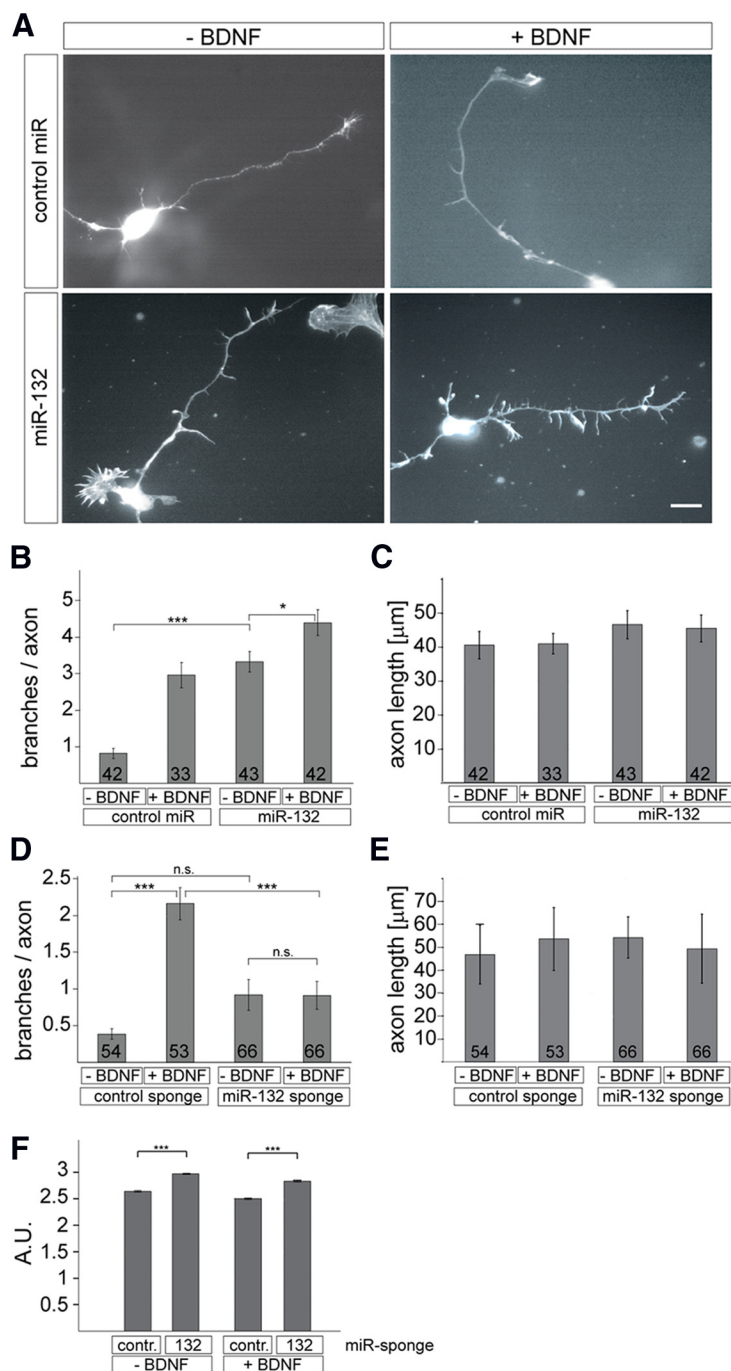 A
- BDNF
+ BDNF
control miR
miR-132
B
branches / axon
5
4
3
2
1
***
*
42
33
43
42
- BDNF
+ BDNF
- BDNF
+ BDNF
control miR
miR-132
C
axon length [µm]
50
40
30
20
10
42
33
43
42
- BDNF
+ BDNF
- BDNF
+ BDNF
control miR
miR-132
D
branches / axon
2.5
2
1.5
1
0.5
n.s.
***
***
n.s.
54
53
66
66
- BDNF
+ BDNF
- BDNF
+ BDNF
control sponge
miR-132 sponge
E
axon length [µm]
70
60
50
40
30
20
10
54
53
66
66
- BDNF
+ BDNF
- BDNF
+ BDNF
control sponge
miR-132 sponge
F
A.U.
3
2.5
2
1.5
1
0.5
***
***
contr.
132
contr.
132
miR-sponge
- BDNF
+ BDNF